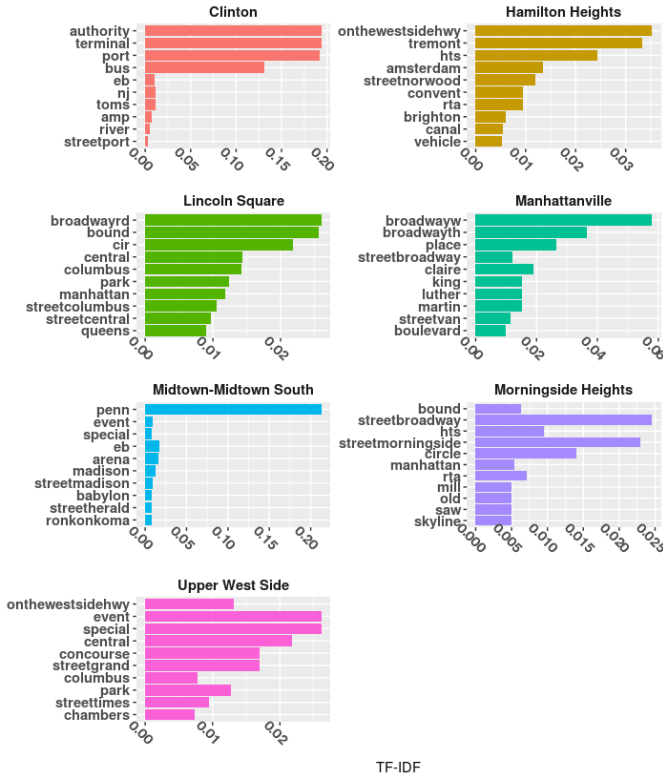 Clinton
authority
terminal
port
bus
eb
nj
toms
amp
river
streetport
0.00 0.05 0.10 0.15 0.20
Hamilton Heights
onthewestsidehwy
tremont
hts
amsterdam
streetnorwood
convent
rta
brighton
canal
vehicle
0.00 0.01 0.02 0.03
Lincoln Square
broadwayrd
bound
cir
central
columbus
park
manhattan
streetcolumbus
streetcentral
queens
0.00 0.01 0.02
Manhattanville
broadwayw
broadwayth
place
streetbroadway
claire
king
luther
martin
streetvan
boulevard
0.00 0.02 0.04 0.06
Midtown-Midtown South
penn
event
special
eb
arena
madison
streetmadison
babylon
streetherald
ronkonkoma
0.00 0.05 0.10 0.15 0.20
Morningside Heights
bound
streetbroadway
hts
streetmorningside
circle
manhattan
rta
mill
old
saw
skyline
0.000 0.005 0.010 0.015 0.020 0.025
Upper West Side
onthewestsidehwy
event
special
central
concourse
streetgrand
columbus
park
streettimes
chambers
0.00 0.01 0.02
TF-IDF